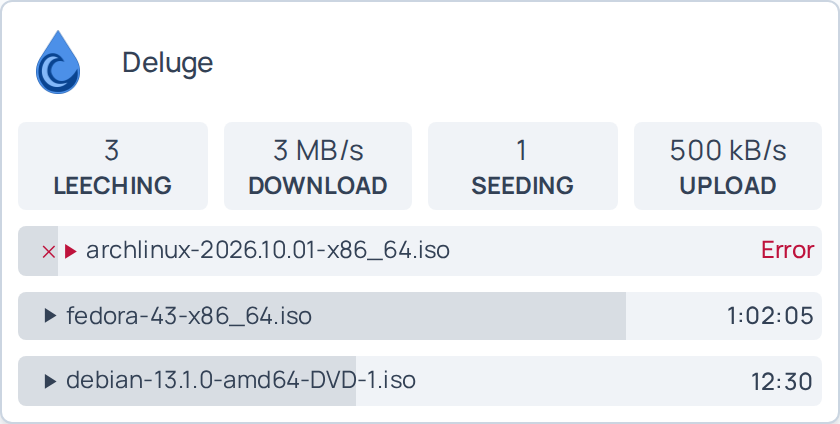 Deluge
3 3 MB/s 1 500 kB/s
LEECHING DOWNLOAD SEEDING UPLOAD
× archlinux-2026.10.01-x86_64.iso Error
fedora-43-x86_64.iso 1:02:05
debian-13.1.0-amd64-DVD-1.iso 12:30